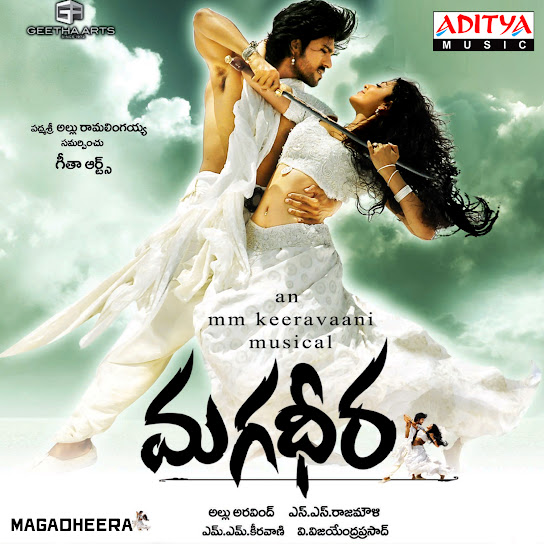 GEETHA ARTS
ADITYA
MUSIC
పద్మశ్రీ అల్లు రామలింగయ్య
సమర్పించు
గీతా ఆర్ట్స్
an
mm keeravaani
musical
మగధీర
అల్లు అరవింద్ ఎస్.ఎస్.రాజమౌళి
ఎమ్.ఎమ్.కీరవాణి వి.విజయేంద్రప్రసాద్
MAGADHEERA